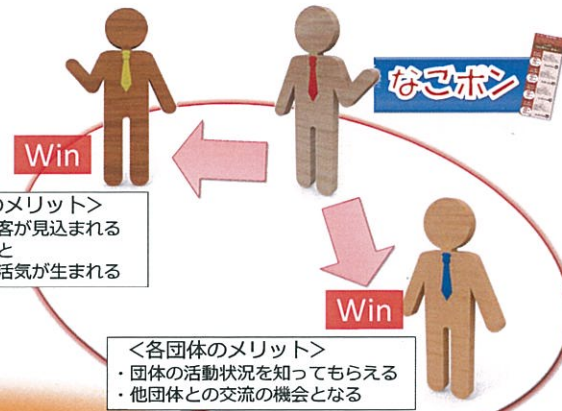 なごボン
Win
のメリット>
客が見込まれる
と
活気が生まれる
Win
<各団体のメリット>
・団体の活動状況を知ってもらえる
・他団体との交流の機会となる